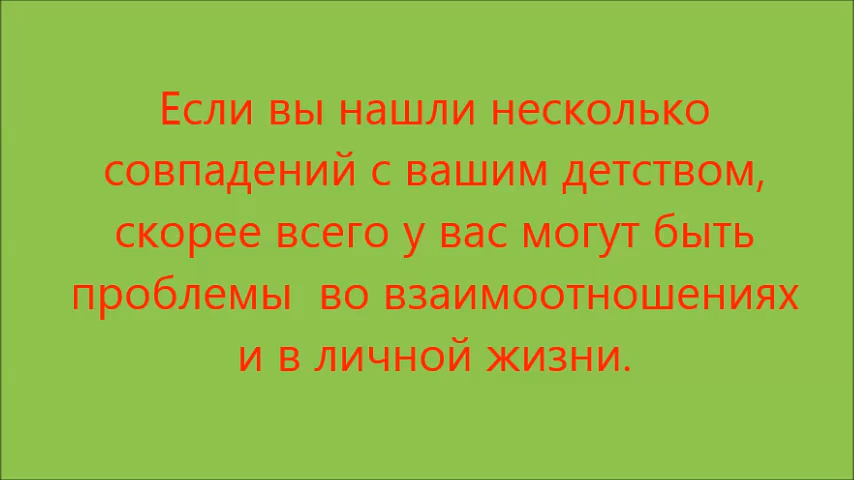 Если вы нашли несколько
совпадений с вашим детством,
скорее всего у вас могут быть
проблемы  во взаимоотношениях
и в личной жизни.